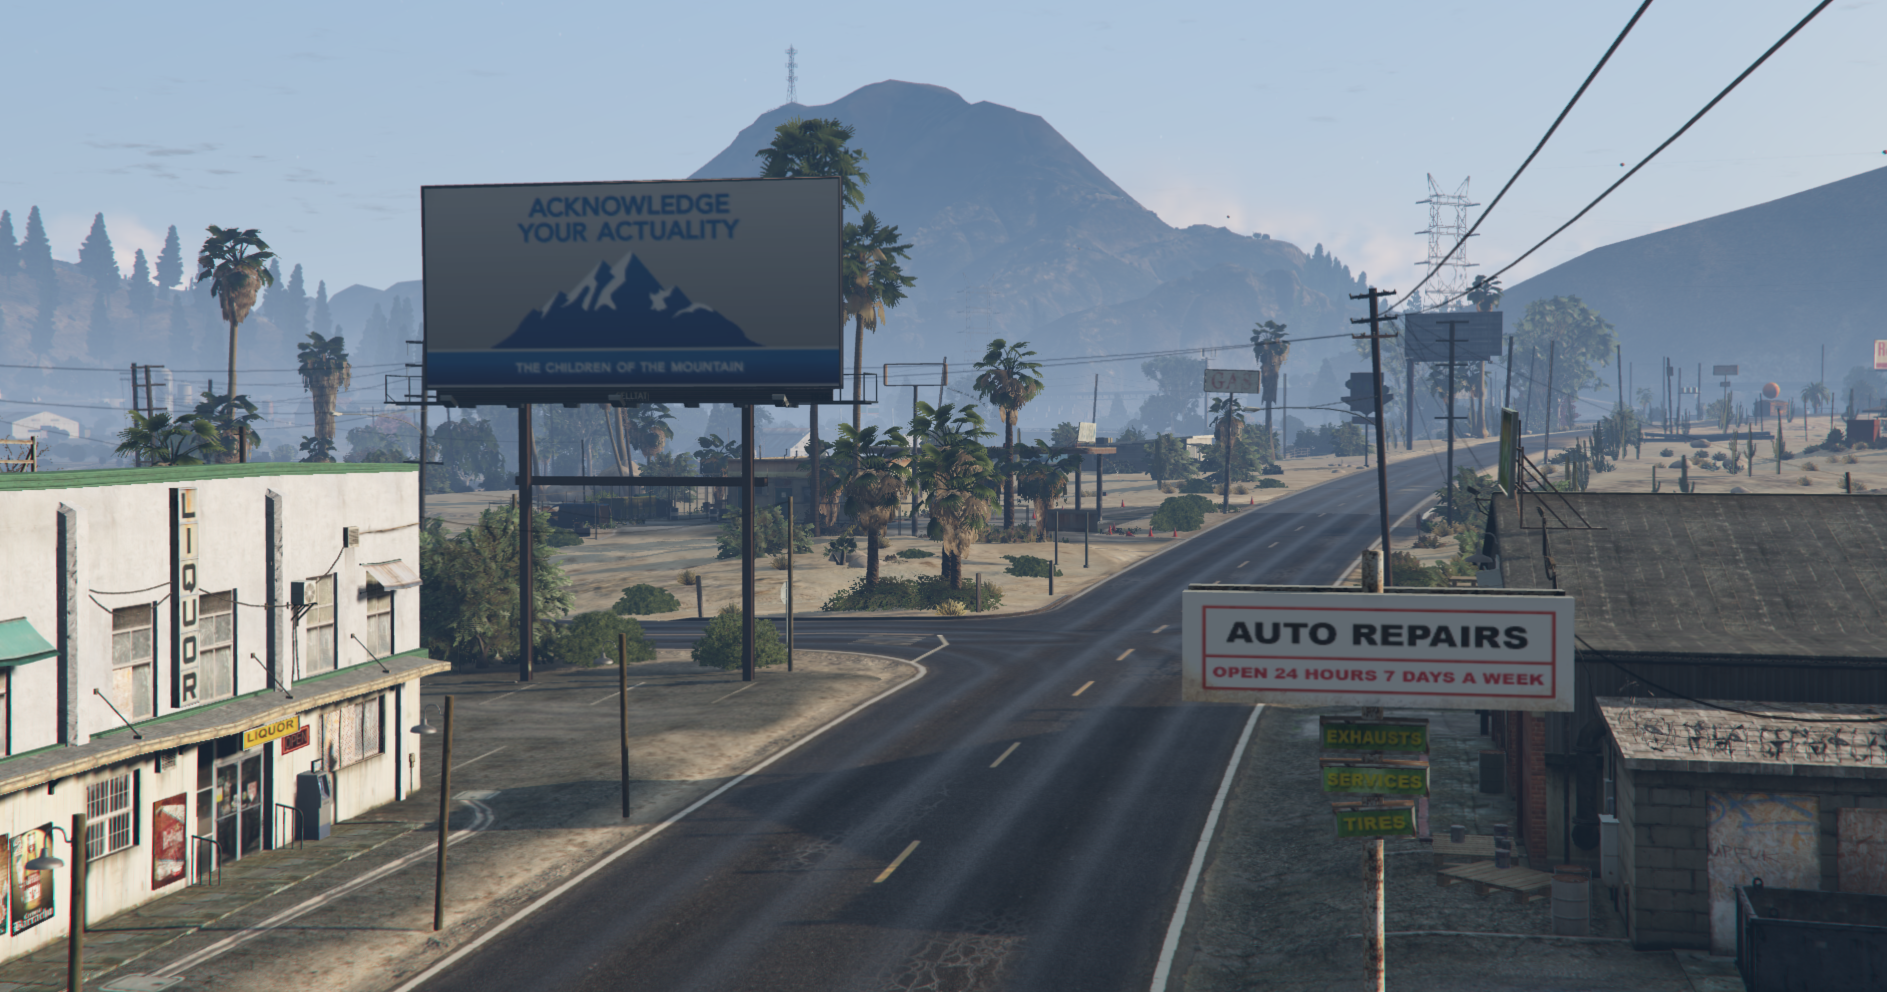 ACKNOWLEDGE
YOUR ACTUALITY
THE CHILDREN OF THE MOUNTAIN
GAS
LIQUOR
LIQUOR
OPEN
AUTO REPAIRS
OPEN 24 HOURS 7 DAYS A WEEK
EXHAUSTS
SERVICES
TIRES